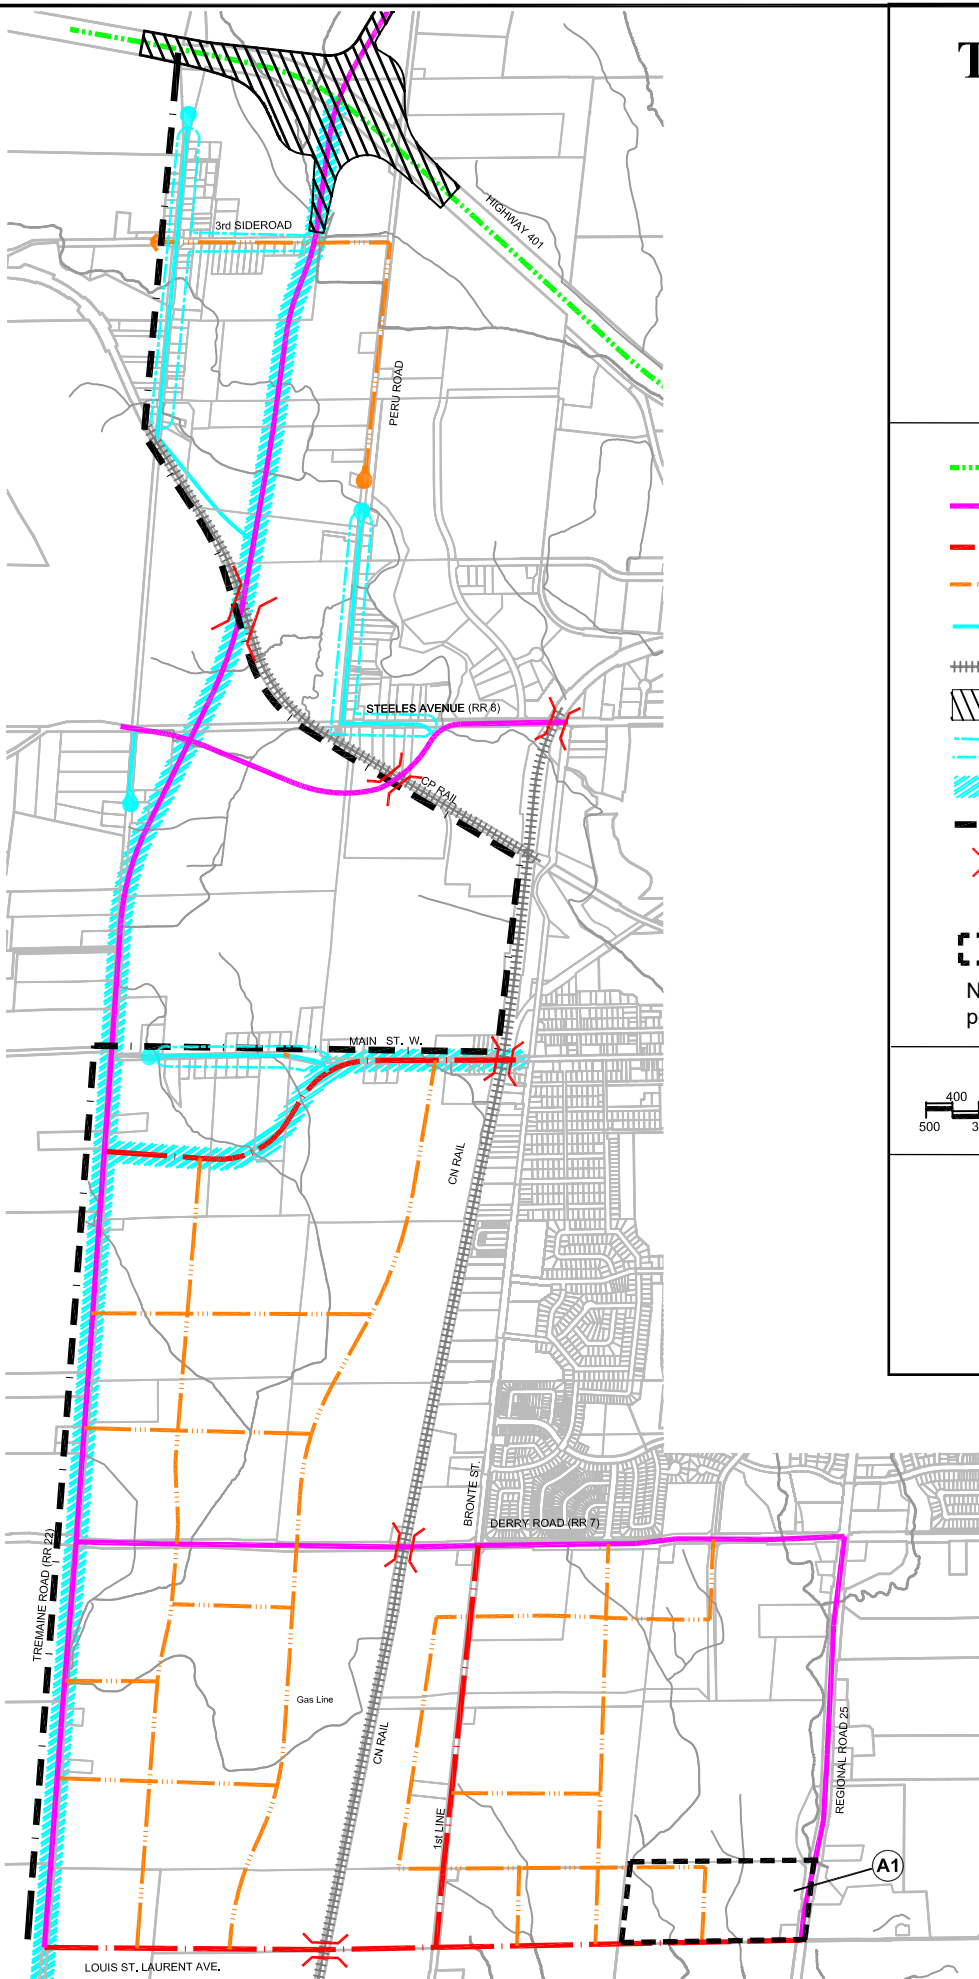 T
HIGHWAY 401
3rd SIDEROAD
PERU ROAD
STEELES AVENUE (RR 8)
CP RAIL
N
p
MAIN ST. W.
400
500 3
CN RAIL
BRONTE ST.
DERRY ROAD (RR 7)
TREMAINE ROAD (RR 22)
Gas Line
CN RAIL
REGIONAL ROAD 25
1st LINE
A1
LOUIS ST. LAURENT AVE.